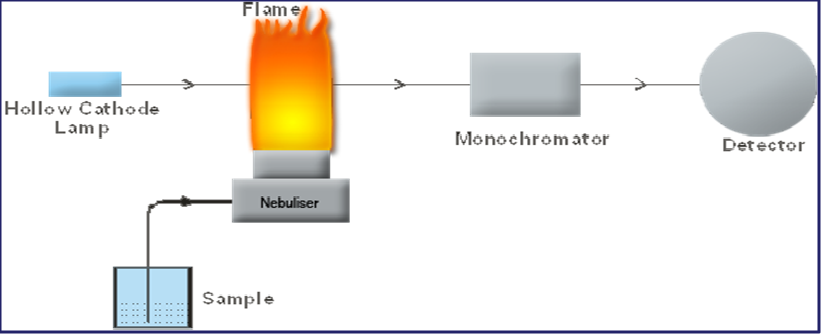 Flame
Hollow Cathode
Lamp
Monochromator
Detector
Nebuliser
Sample